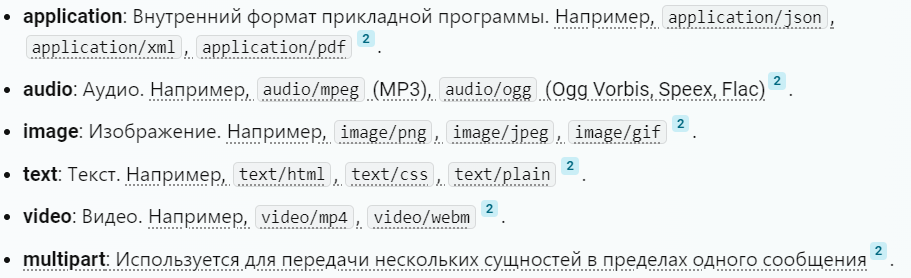 • application: Внутренний формат прикладной программы. Например, application/json,
application/xml, application/pdf 2.
• audio: Аудио. Например, audio/mpeg (MP3), audio/ogg (Ogg Vorbis, Speex, Flac) 2.
• image: Изображение. Например, image/png, image/jpeg, image/gif 2.
• text: Текст. Например, text/html, text/css, text/plain 2.
• video: Видео. Например, video/mp4, video/webm 2.
• multipart: Используется для передачи нескольких сущностей в пределах одного сообщения 2.